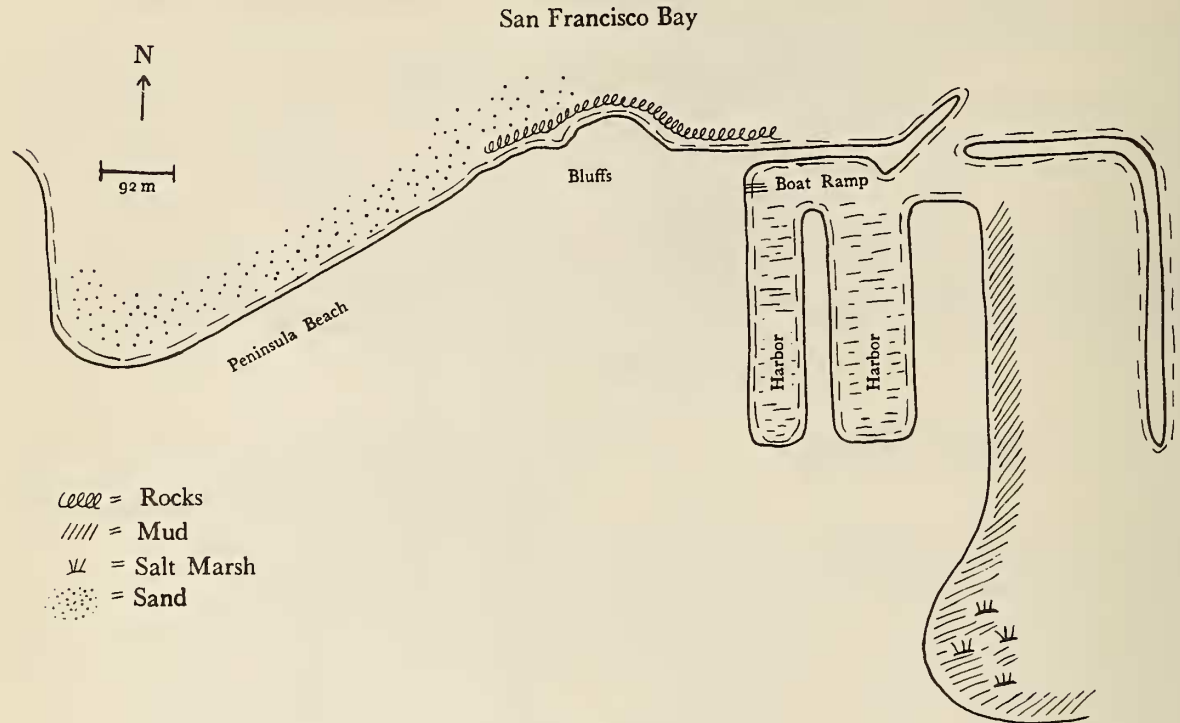 San Francisco Bay
N
92 m
Bluffs
Boat Ramp
Peninsula Beach
Harbor
Harbor
= Rocks
= Mud
= Salt Marsh
= Sand